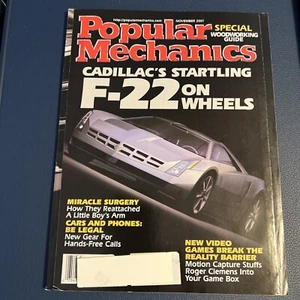 http://popularmechanics.com
NOVEMBER 2001
Popular
Mechanics
SPECIAL
WOODWORKING
GUIDE
CADILLAC'S STARTLING
F-22 ON
WHEELS
MIRACLE SURGERY
How They Reattached
A Little Boy's Arm
CARS AND PHONES:
BE LEGAL
New Gear For
Hands-Free Calls
NEW VIDEO
GAMES BREAK THE
REALITY BARRIER
Motion Capture Stuffs
Roger Clemens Into
Your Game Box